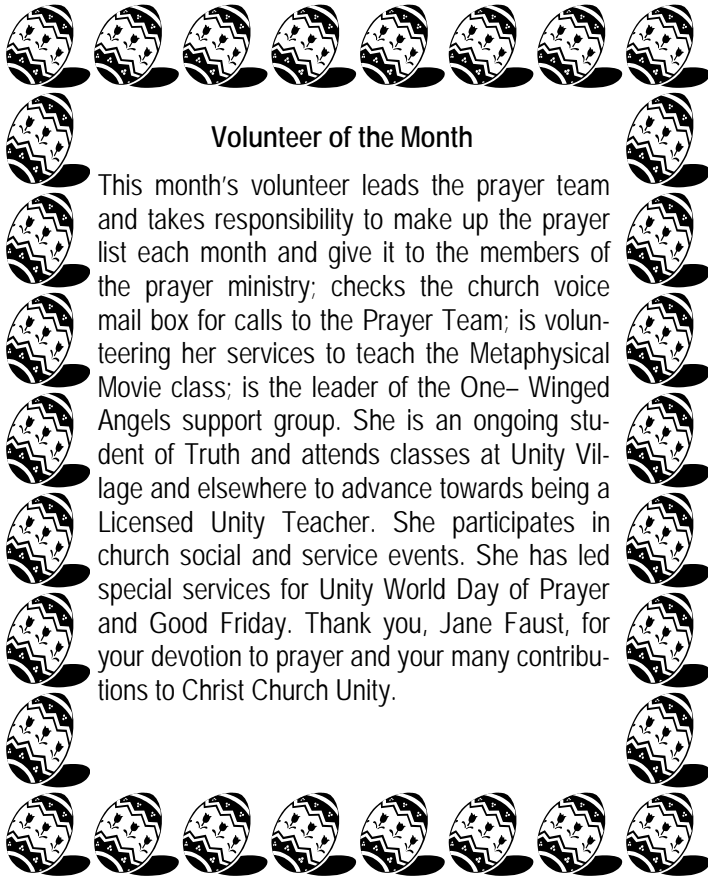 Volunteer of the Month
This month's volunteer leads the prayer team
and takes responsibility to make up the prayer
list each month and give it to the members of
the prayer ministry; checks the church voice
mail box for calls to the Prayer Team; is volun-
teering her services to teach the Metaphysical
Movie class; is the leader of the One– Winged
Angels support group. She is an ongoing stu-
dent of Truth and attends classes at Unity Vil-
lage and elsewhere to advance towards being a
Licensed Unity Teacher. She participates in
church social and service events. She has led
special services for Unity World Day of Prayer
and Good Friday. Thank you, Jane Faust, for
your devotion to prayer and your many contribu-
tions to Christ Church Unity.